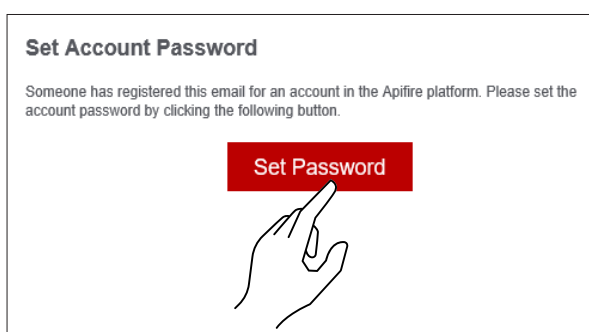 Set Account Password
Someone has registered this email for an account in the Apifire platform. Please set the
account password by clicking the following button.
Set Password